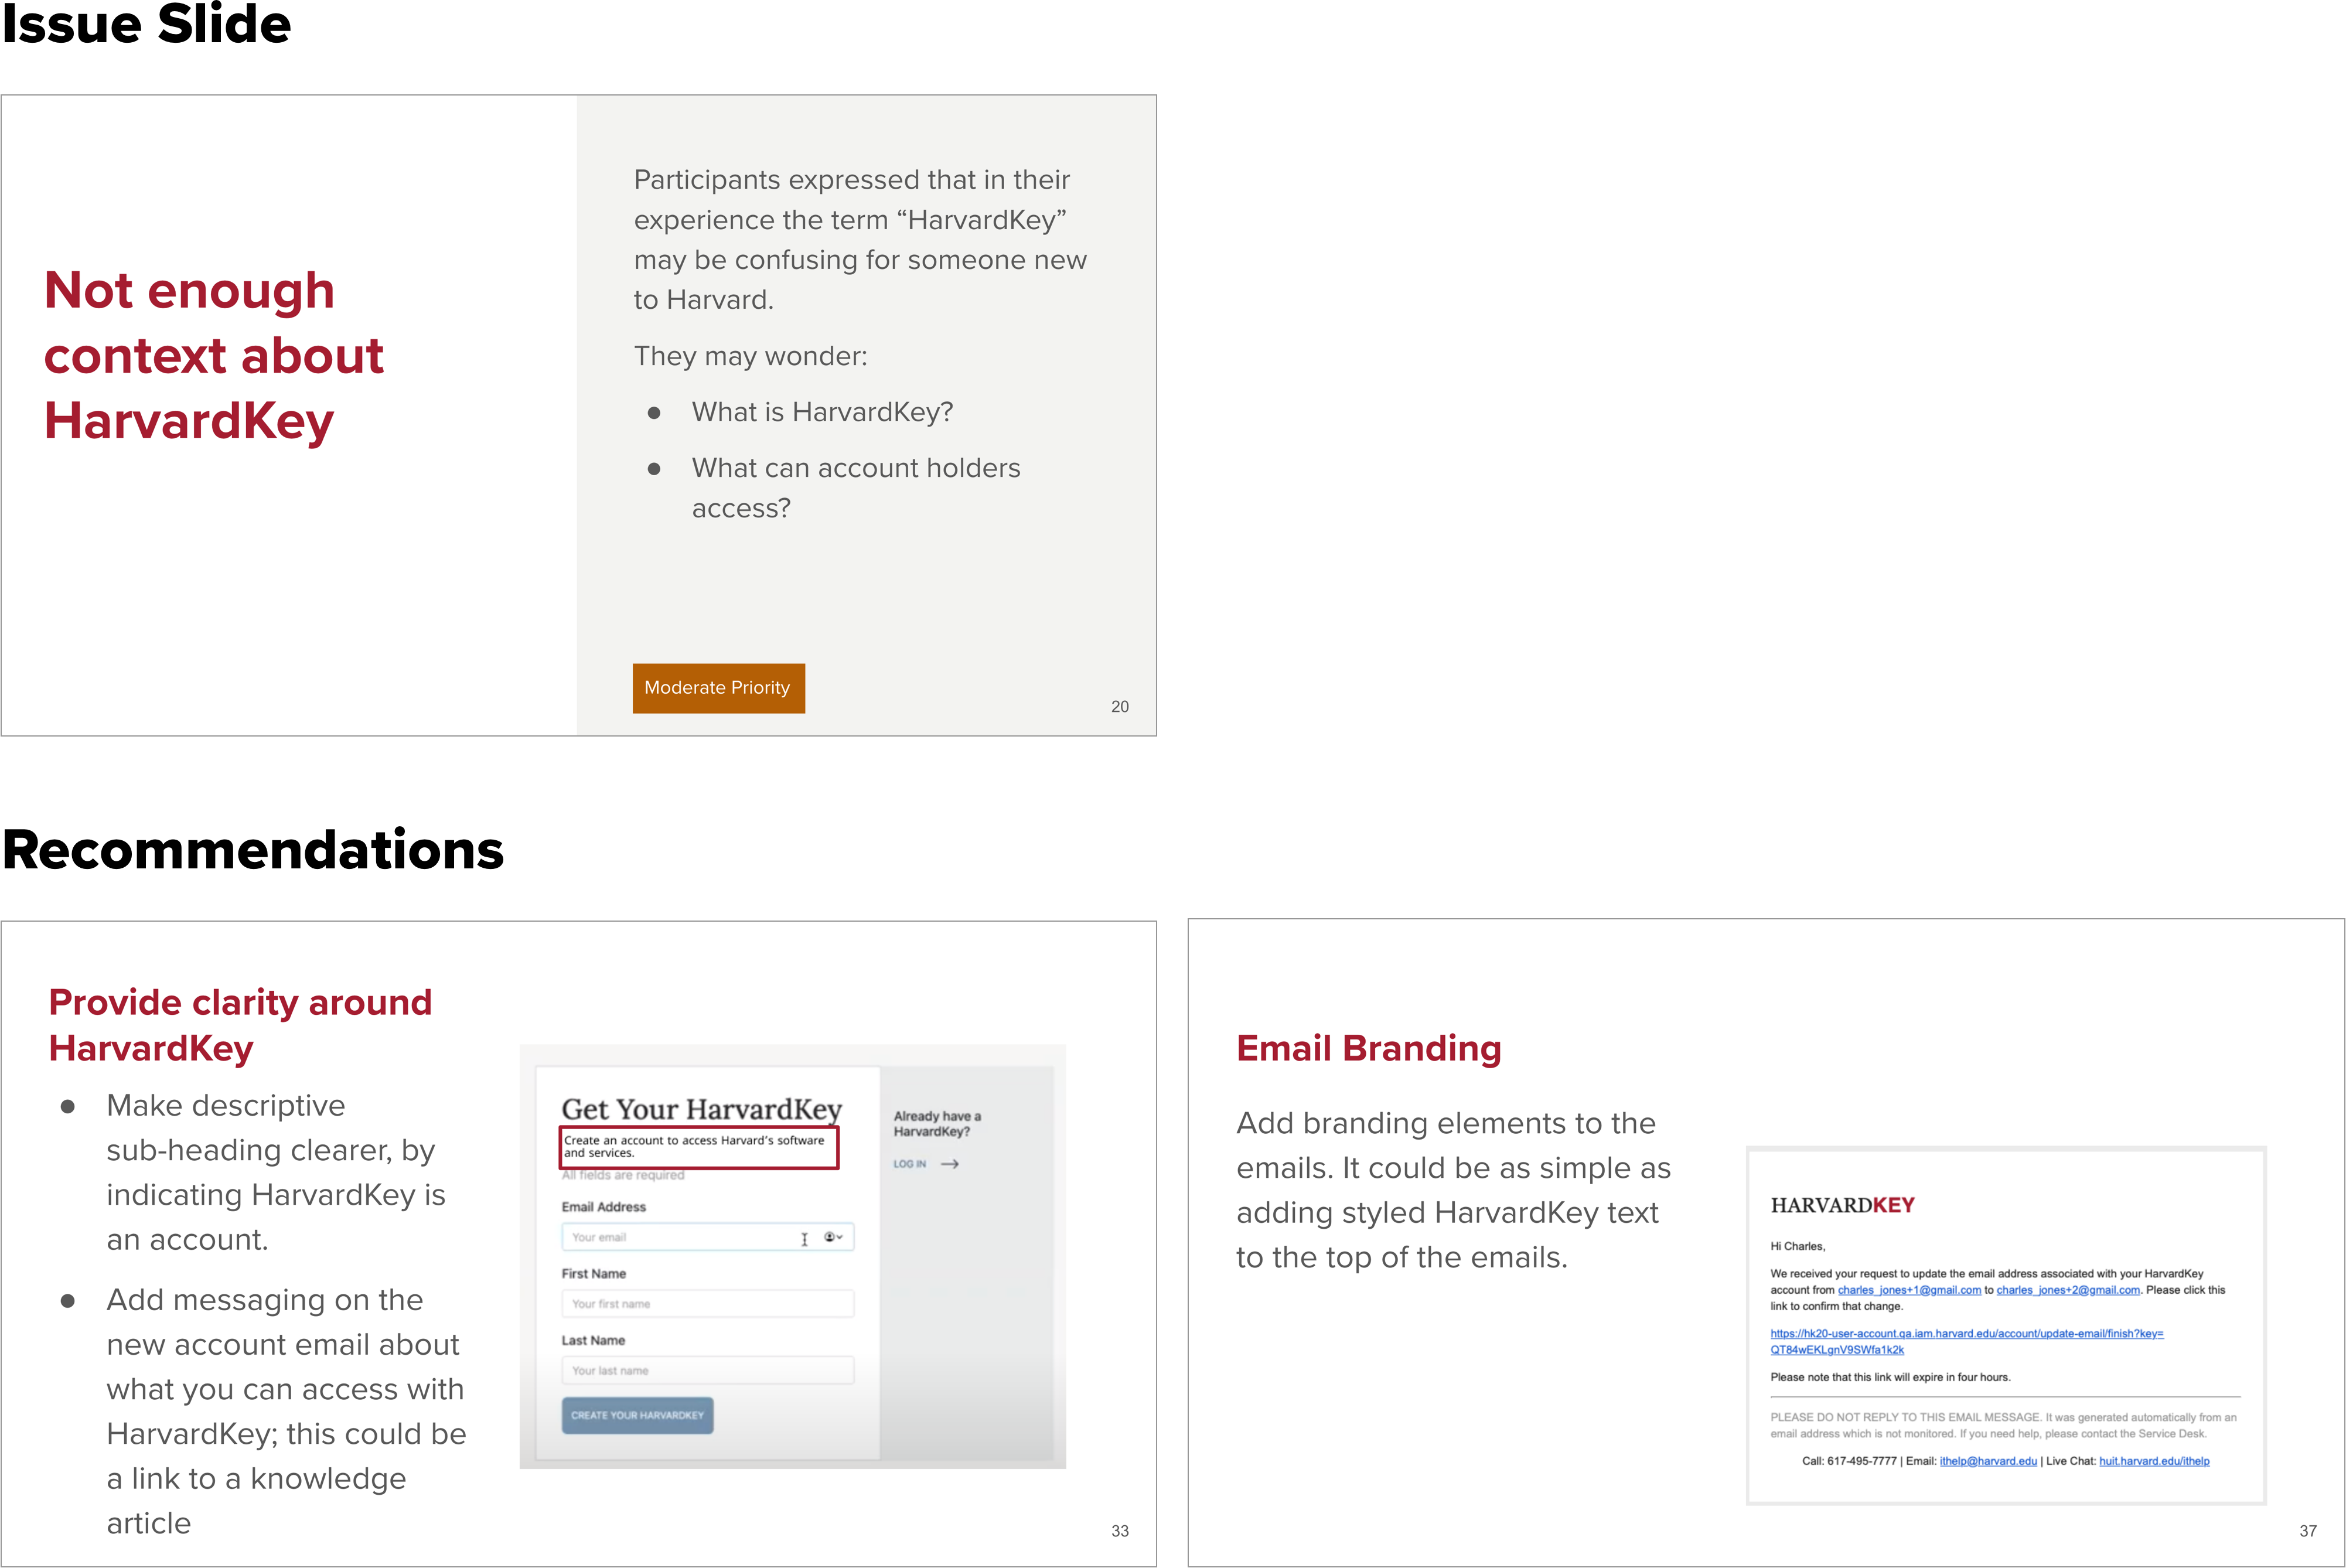 Issue Slide
Not enough
context about
HarvardKey
Participants expressed that in their
experience the term “HarvardKey”
may be confusing for someone new
to Harvard.
They may wonder:
● What is HarvardKey?
● What can account holders
access?
Moderate Priority
20
Recommendations
Provide clarity around
HarvardKey
● Make descriptive
sub-heading clearer, by
indicating HarvardKey is
an account.
● Add messaging on the
new account email about
what you can access with
HarvardKey; this could be
a link to a knowledge
article
Get Your HarvardKey
Create an account to access Harvard's software
and services.
All fields are required
Email Address
Your email
First Name
Your first name
Last Name
Your last name
CREATE YOUR HARVARDKEY
Already have a
HarvardKey?
LOG IN →
33
Email Branding
Add branding elements to the
emails. It could be as simple as
adding styled HarvardKey text
to the top of the emails.
HARVARDKEY
Hi Charles,
We received your request to update the email address associated with your HarvardKey
account from charles_jones+1@gmail.com to charles_jones+2@gmail.com. Please click this
link to confirm that change.
https://hk20-user-account.qa.iam.harvard.edu/account/update-email/finish?key=
QT84wEKLgnV9SWfa1k2k
Please note that this link will expire in four hours.
PLEASE DO NOT REPLY TO THIS EMAIL MESSAGE. It was generated automatically from an
email address which is not monitored. If you need help, please contact the Service Desk.
Call: 617-495-7777 | Email: ithelp@harvard.edu | Live Chat: huit.harvard.edu/ithelp
37